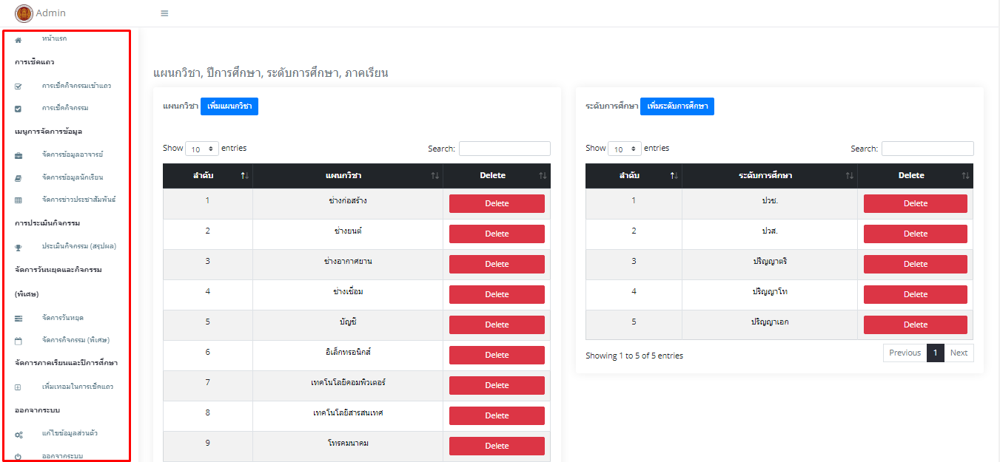 Admin
หน้าแรก
การเช็คแถว
การเช็คกิจกรรมเข้าแถว
การเช็คกิจกรรม
เมนูการจัดการข้อมูล
จัดการข้อมูลอาจารย์
จัดการข้อมูลนักเรียน
จัดการข่าวประชาสัมพันธ์
การประเมินกิจกรรม
ประเมินกิจกรรม (สรุปผล)
จัดการวันหยุดและกิจกรรม
(พิเศษ)
จัดการวันหยุด
จัดการกิจกรรม (พิเศษ)
จัดการภาคเรียนและปีการศึกษา
เพิ่มเทอมในการเช็คแถว
ออกจากระบบ
แก้ไขข้อมูลส่วนตัว
ออกจากระบบ
แผนกวิชา, ปีการศึกษา, ระดับการศึกษา, ภาคเรียน
แผนกวิชา เพิ่มแผนกวิชา
Show 10 entries Search:
ลำดับ แผนกวิชา Delete
1 ช่างก่อสร้าง Delete
2 ช่างยนต์ Delete
3 ช่างอากาศยาน Delete
4 ช่างเชื่อม Delete
5 บัญชี Delete
6 อิเล็กทรอนิกส์ Delete
7 เทคโนโลยีคอมพิวเตอร์ Delete
8 เทคโนโลยีสารสนเทศ Delete
9 โทรคมนาคม Delete
ระดับการศึกษา เพิ่มระดับการศึกษา
Show 10 entries Search:
ลำดับ ระดับการศึกษา Delete
1 ปวช. Delete
2 ปวส. Delete
3 ปริญญาตรี Delete
4 ปริญญาโท Delete
5 ปริญญาเอก Delete
Showing 1 to 5 of 5 entries Previous 1 Next